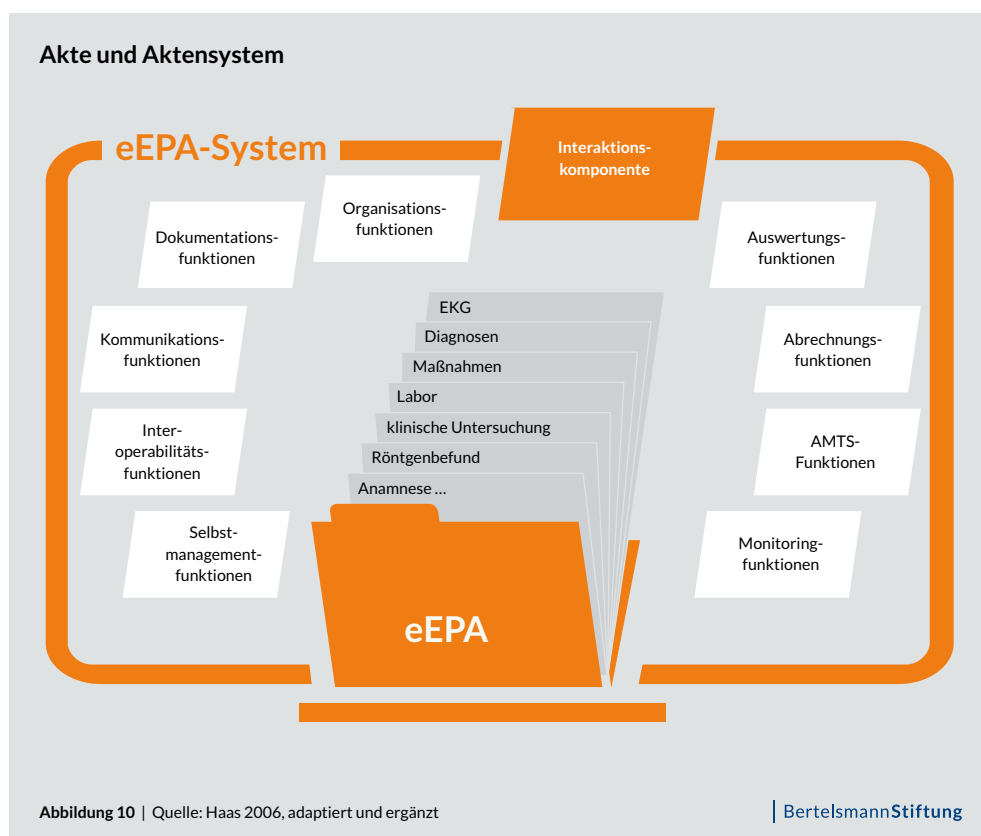 Akte und Aktensystem
eEPA-System
Interaktions-
komponente
Organisations-
funktionen
Dokumentations-
funktionen
Auswertungs-
funktionen
Kommunikations-
funktionen
Abrechnungs-
funktionen
Inter-
operabilitäts-
funktionen
AMTS-
Funktionen
Selbst-
management-
funktionen
Monitoring-
funktionen
EKG
Diagnosen
Maßnahmen
Labor
klinische Untersuchung
Röntgenbefund
Anamnese ...
eEPA
Abbildung 10 | Quelle: Haas 2006, adaptiert und ergänzt
BertelsmannStiftung